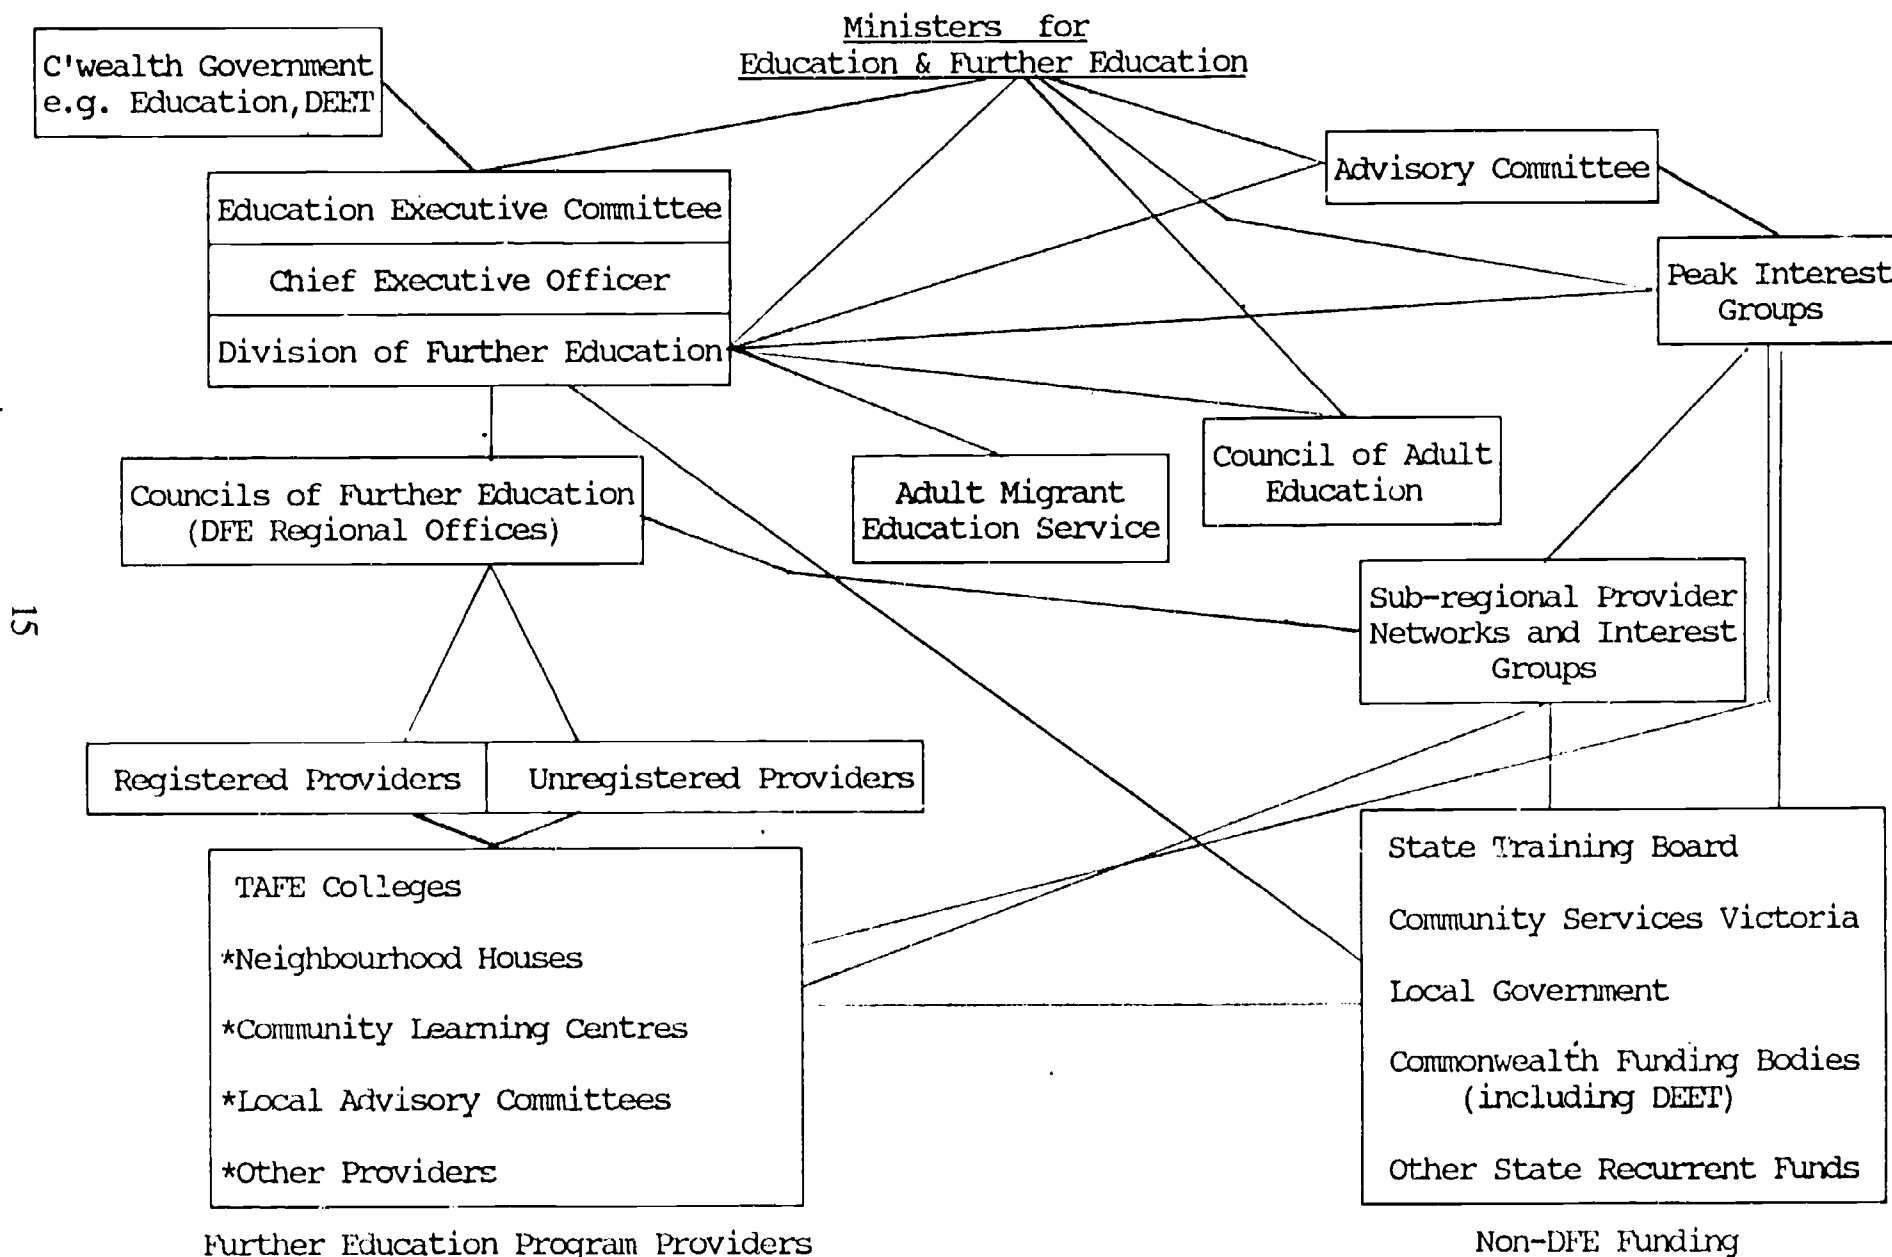 Ministers for
Education & Further Education
C'wealth Government
e.g. Education, DEET
Advisory Committee
Education Executive Committee
Chief Executive Officer
Division of Further Education
Peak Interest
Groups
Councils of Further Education
(DFE Regional Offices)
Adult Migrant
Education Service
Council of Adult
Education
Sub-regional Provider
Networks and Interest
Groups
15
Registered Providers
Unregistered Providers
TAFE Colleges
*Neighbourhood Houses
*Community Learning Centres
*Local Advisory Committees
*Other Providers
Further Education Program Providers
State Training Board
Community Services Victoria
Local Government
Commonwealth Funding Bodies
(including DEET)
Other State Recurrent Funds
Non-DFE Funding